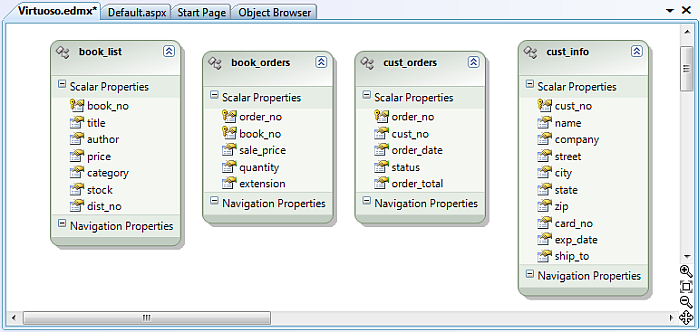 Virtuoso.edmx* Default.aspx Start Page Object Browser
book_list
Scalar Properties
book_no
title
author
price
category
stock
dist_no
Navigation Properties
book_orders
Scalar Properties
order_no
book_no
sale_price
quantity
extension
Navigation Properties
cust_orders
Scalar Properties
order_no
cust_no
order_date
status
order_total
Navigation Properties
cust_info
Scalar Properties
cust_no
name
company
street
city
state
zip
card_no
exp_date
ship_to
Navigation Properties